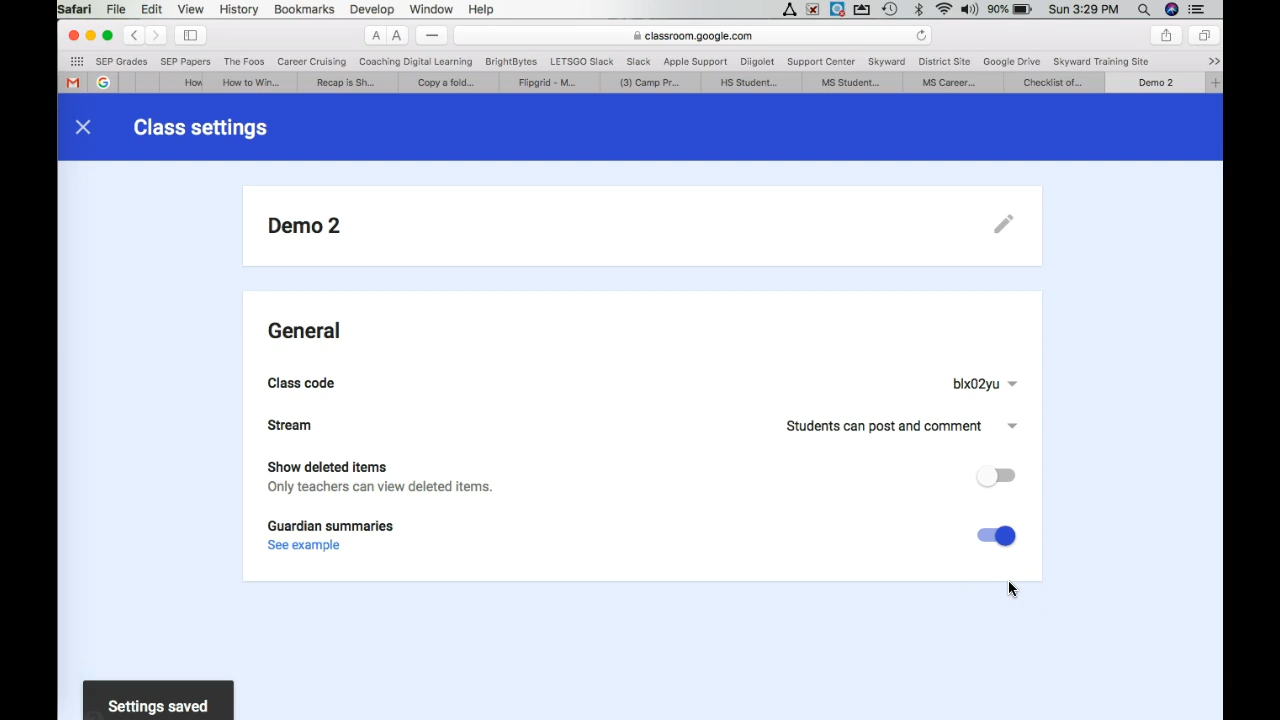 Safari File Edit View History Bookmarks Develop Window Help 90% Sun 3:29 PM
A A classroom.google.com
SEP Grades SEP Papers The Foos Career Cruising Coaching Digital Learning BrightBytes LETSGO Slack Slack Apple Support Diigolet Support Center Skyward District Site Google Drive Skyward Training Site >>
How How to Win... Recap is Sh... Copy a fold... Flipgrid - M... (3) Camp Pr... HS Student... MS Student... MS Career... Checklist of... Demo 2 +
Class settings
Demo 2
General
Class code blx02yu
Stream Students can post and comment
Show deleted items
Only teachers can view deleted items.
Guardian summaries
See example
Settings saved